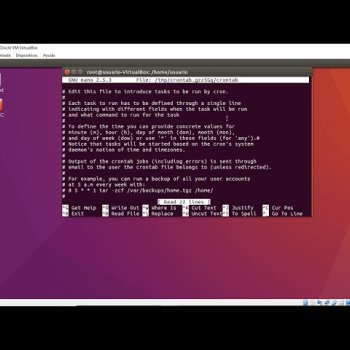 Oracle VM VirtualBox
Entrada Dispositivos Ayuda
root@usuario-VirtualBox: /home/usuario
GNU nano 2.5.3 File: /tmp/crontab.gzzSGq/crontab
# Edit this file to introduce tasks to be run by cron.
#
# Each task to run has to be defined through a single line
# indicating with different fields when the task will be run
# and what command to run for the task
#
# To define the time you can provide concrete values for
# minute (m), hour (h), day of month (dom), month (mon),
# and day of week (dow) or use '*' in these fields (for 'any').#
# Notice that tasks will be started based on the cron's system
# daemon's notion of time and timezones.
#
# Output of the crontab jobs (including errors) is sent through
# email to the user the crontab file belongs to (unless redirected).
#
# For example, you can run a backup of all your user accounts
# at 5 a.m every week with:
# 0 5 * * 1 tar -zcf /var/backups/home.tgz /home/
[ Read 22 lines ]
^G Get Help ^O Write Out ^W Where Is ^K Cut Text ^J Justify ^C Cur Pos
^X Exit ^R Read File ^\ Replace ^U Uncut Text ^T To Spell ^_ Go To Line